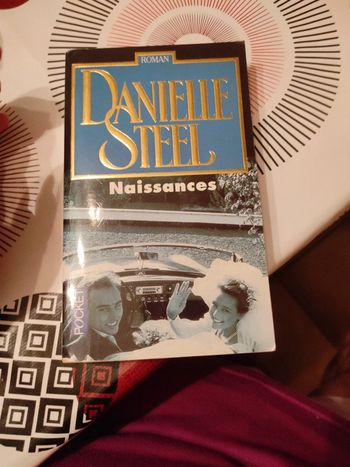 ROMAN
DANIELLE
STEEL
Naissances
POCKET